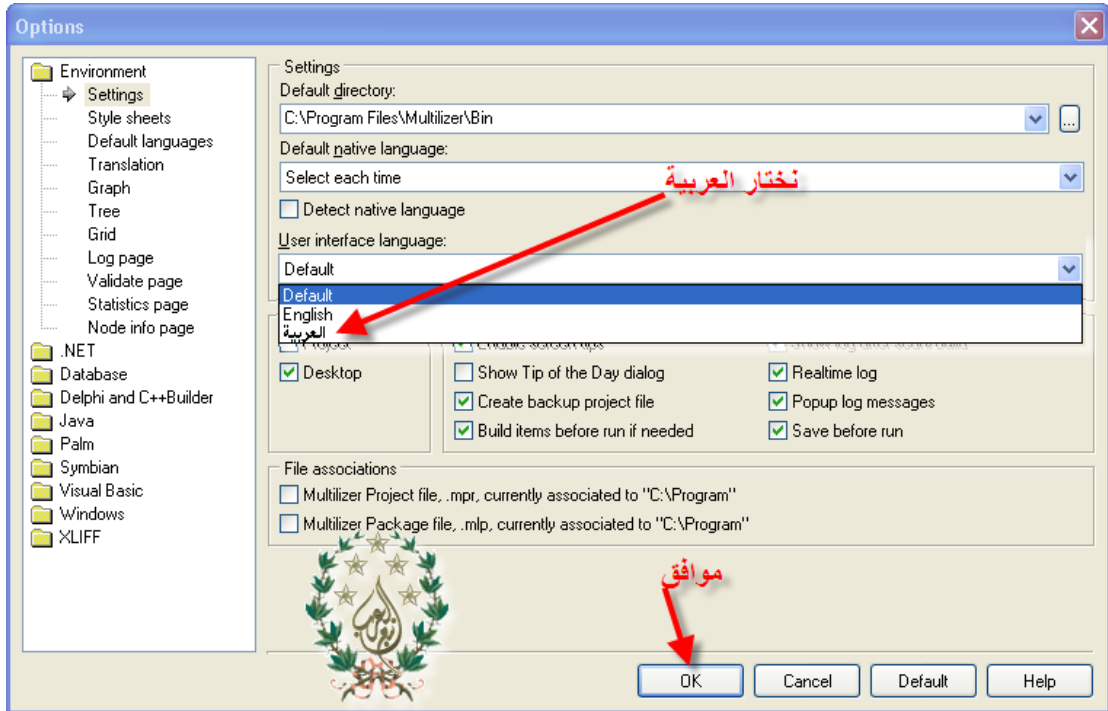 Options
Environment
Settings
Style sheets
Default languages
Translation
Graph
Tree
Grid
Log page
Validate page
Statistics page
Node info page
.NET
Database
Delphi and C++Builder
Java
Palm
Symbian
Visual Basic
Windows
XLIFF
Settings
Default directory:
C:\Program Files\Multilizer\Bin
...
Default native language:
Select each time
نختار العربية
Detect native language
User interface language:
Default
Default
English
العربية
Project
Enable screen tips
Desktop
Show Tip of the Day dialog
Realtime log
Create backup project file
Popup log messages
Build items before run if needed
Save before run
File associations
Multilizer Project file, .mpr, currently associated to "C:\Program"
Multilizer Package file, .mlp, currently associated to "C:\Program"
موافق
OK
Cancel
Default
Help